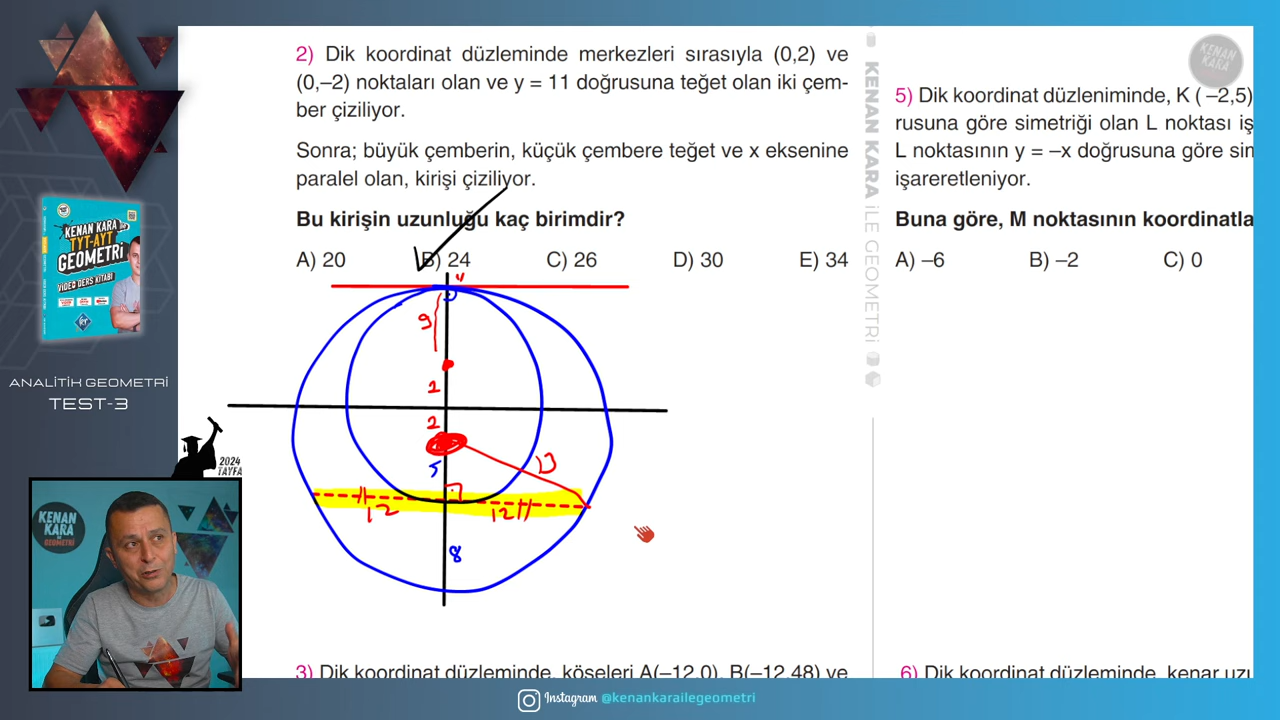 2) Dik koordinat düzleminde merkezleri sırasıyla (0,2) ve
(0,–2) noktaları olan ve y = 11 doğrusuna teğet olan iki çem-
ber çiziliyor.
Sonra; büyük çemberin, küçük çembere teğet ve x eksenine
paralel olan, kirişi çiziliyor.
Bu kirişin uzunluğu kaç birimdir?
A) 20
B) 24
C) 26
D) 30
E) 34
9
2
2
5
13
12
12
8
3) Dik koordinat düzleminde, köşeleri A(–12,0), B(–12,48) ve
KENAN KARA İLE GEOMETRİ
KENAN
KARA
5) Dik koordinat düzleniminde, K ( –2,5)
rusuna göre simetriği olan L noktası iş
L noktasının y = –x doğrusuna göre sim
işareretleniyor.
Buna göre, M noktasının koordinatla
A) –6
B) –2
C) 0
6) Dik koordinat düzleminde, kenar uzu
KENAN KARA
TYT-AYT
GEOMETRİ
VİDEO DERS KİTABI
ANALİTİK GEOMETRİ
TEST-3
2024
TAYFA
KENAN
KARA
GEOMETRİ
Instagram @kenankarailegeometri